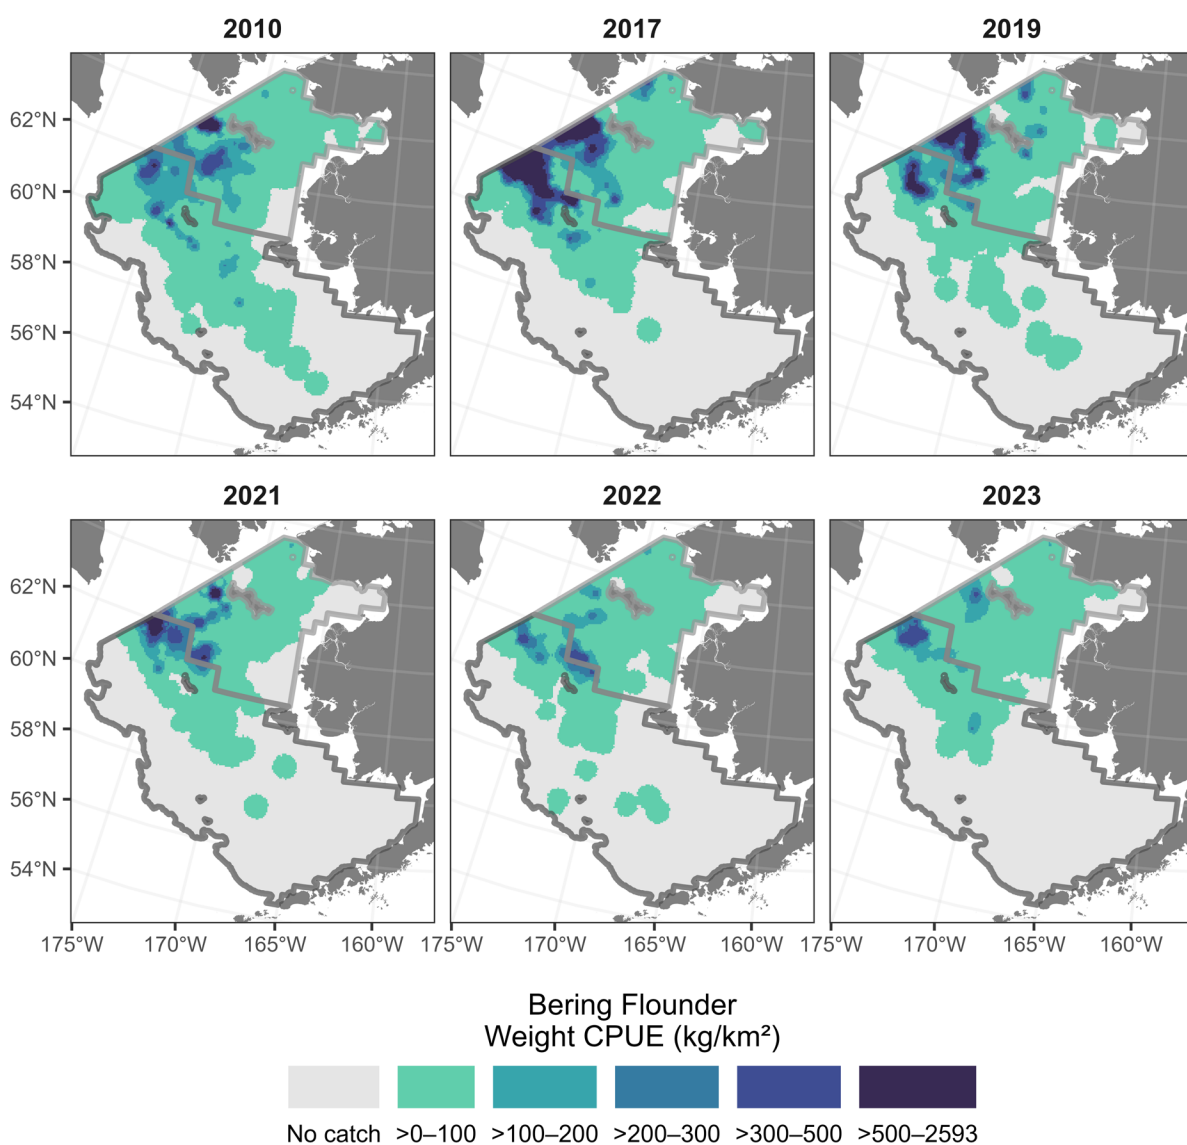 2010 2017 2019
62°N
60°N
58°N
56°N
54°N
2021 2022 2023
62°N
60°N
58°N
56°N
54°N
175°W 170°W 165°W 160°W 175°W 170°W 165°W 160°W 175°W 170°W 165°W 160°W
Bering Flounder
Weight CPUE (kg/km²)
No catch >0–100 >100–200 >200–300 >300–500 >500–2593